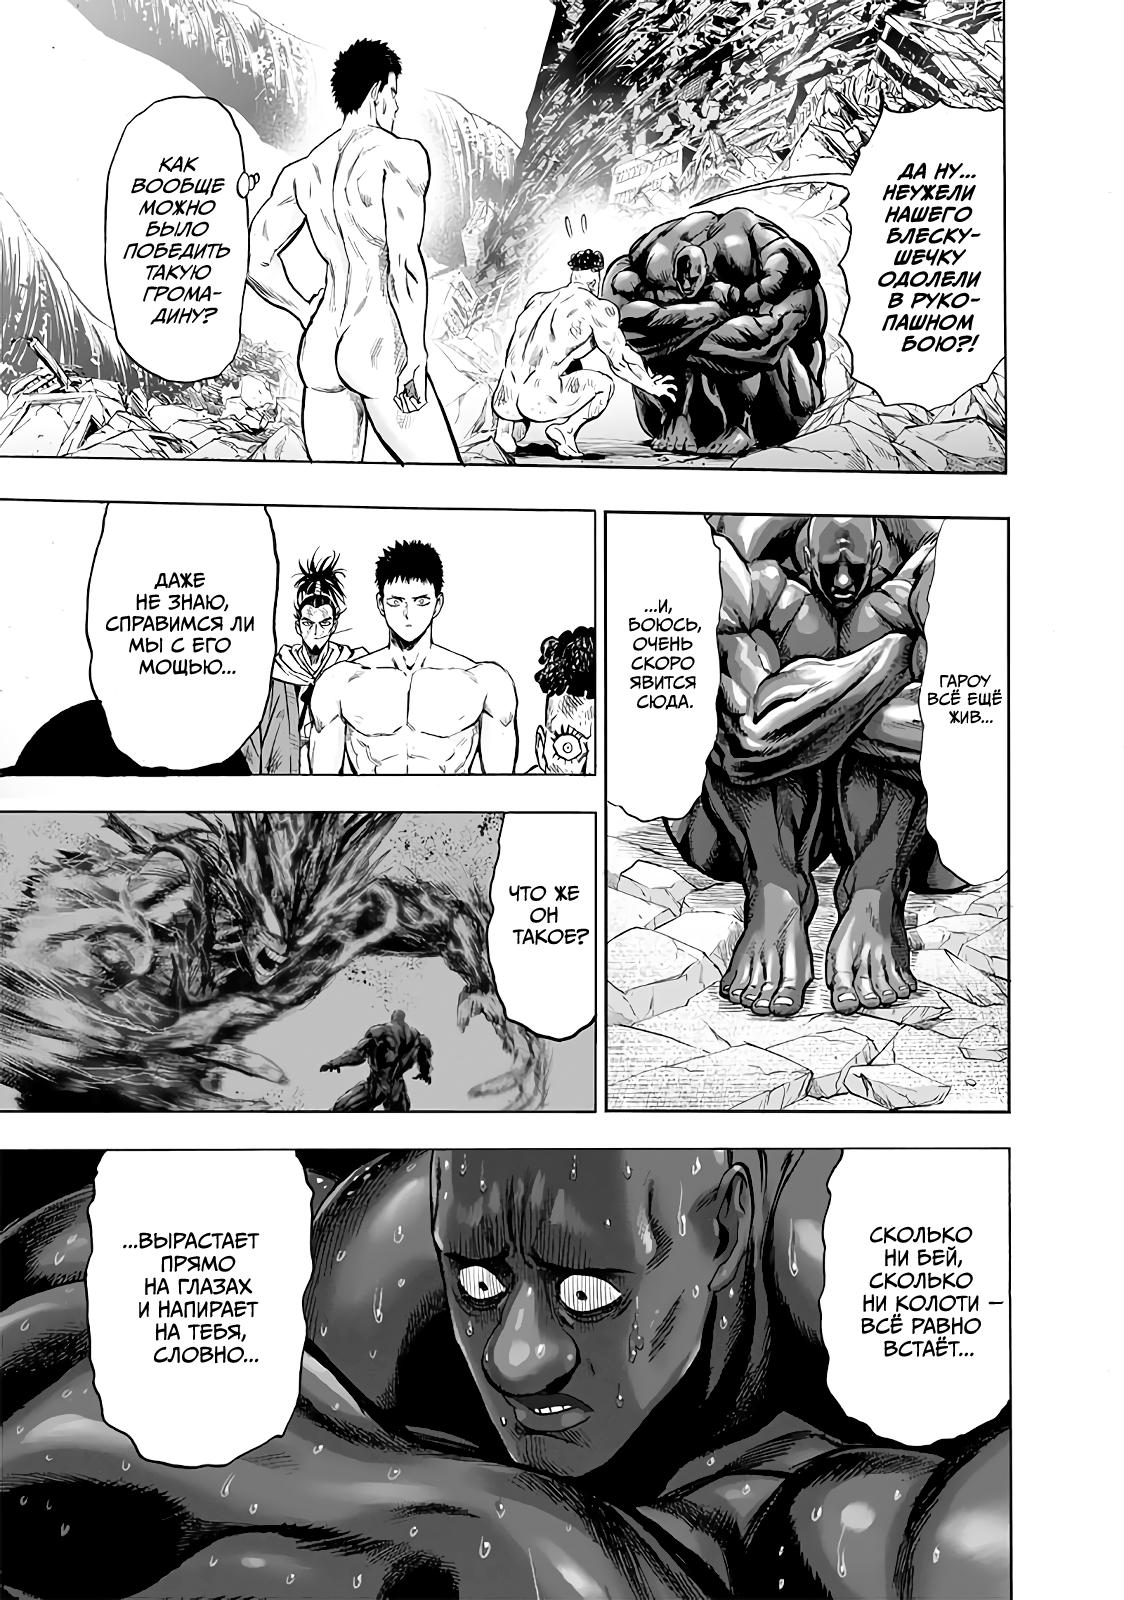 ДА НУ...
НЕУЖЕЛИ
НАШЕГО
БЛЕСКУ-
ШЕЧКУ
ОДОЛЕЛИ
В РУКО-
ПАШНОМ
БОЮ?!
КАК
ВООБЩЕ
МОЖНО
БЫЛО
ПОБЕДИТЬ
ТАКУЮ
ГРОМА-
ДИНУ?
ГАРОУ
ВСЁ ЕЩЁ
ЖИВ...
...И,
БОЮСЬ,
ОЧЕНЬ
СКОРО
ЯВИТСЯ
СЮДА.
ДАЖЕ
НЕ ЗНАЮ,
СПРАВИМСЯ ЛИ
МЫ С ЕГО
МОЩЬЮ...
ЧТО ЖЕ
ОН
ТАКОЕ?
СКОЛЬКО
НИ БЕЙ,
СКОЛЬКО
НИ КОЛОТИ —
ВСЁ РАВНО
ВСТАЁТ...
...ВЫРАСТАЕТ
ПРЯМО
НА ГЛАЗАХ
И НАПИРАЕТ
НА ТЕБЯ,
СЛОВНО...